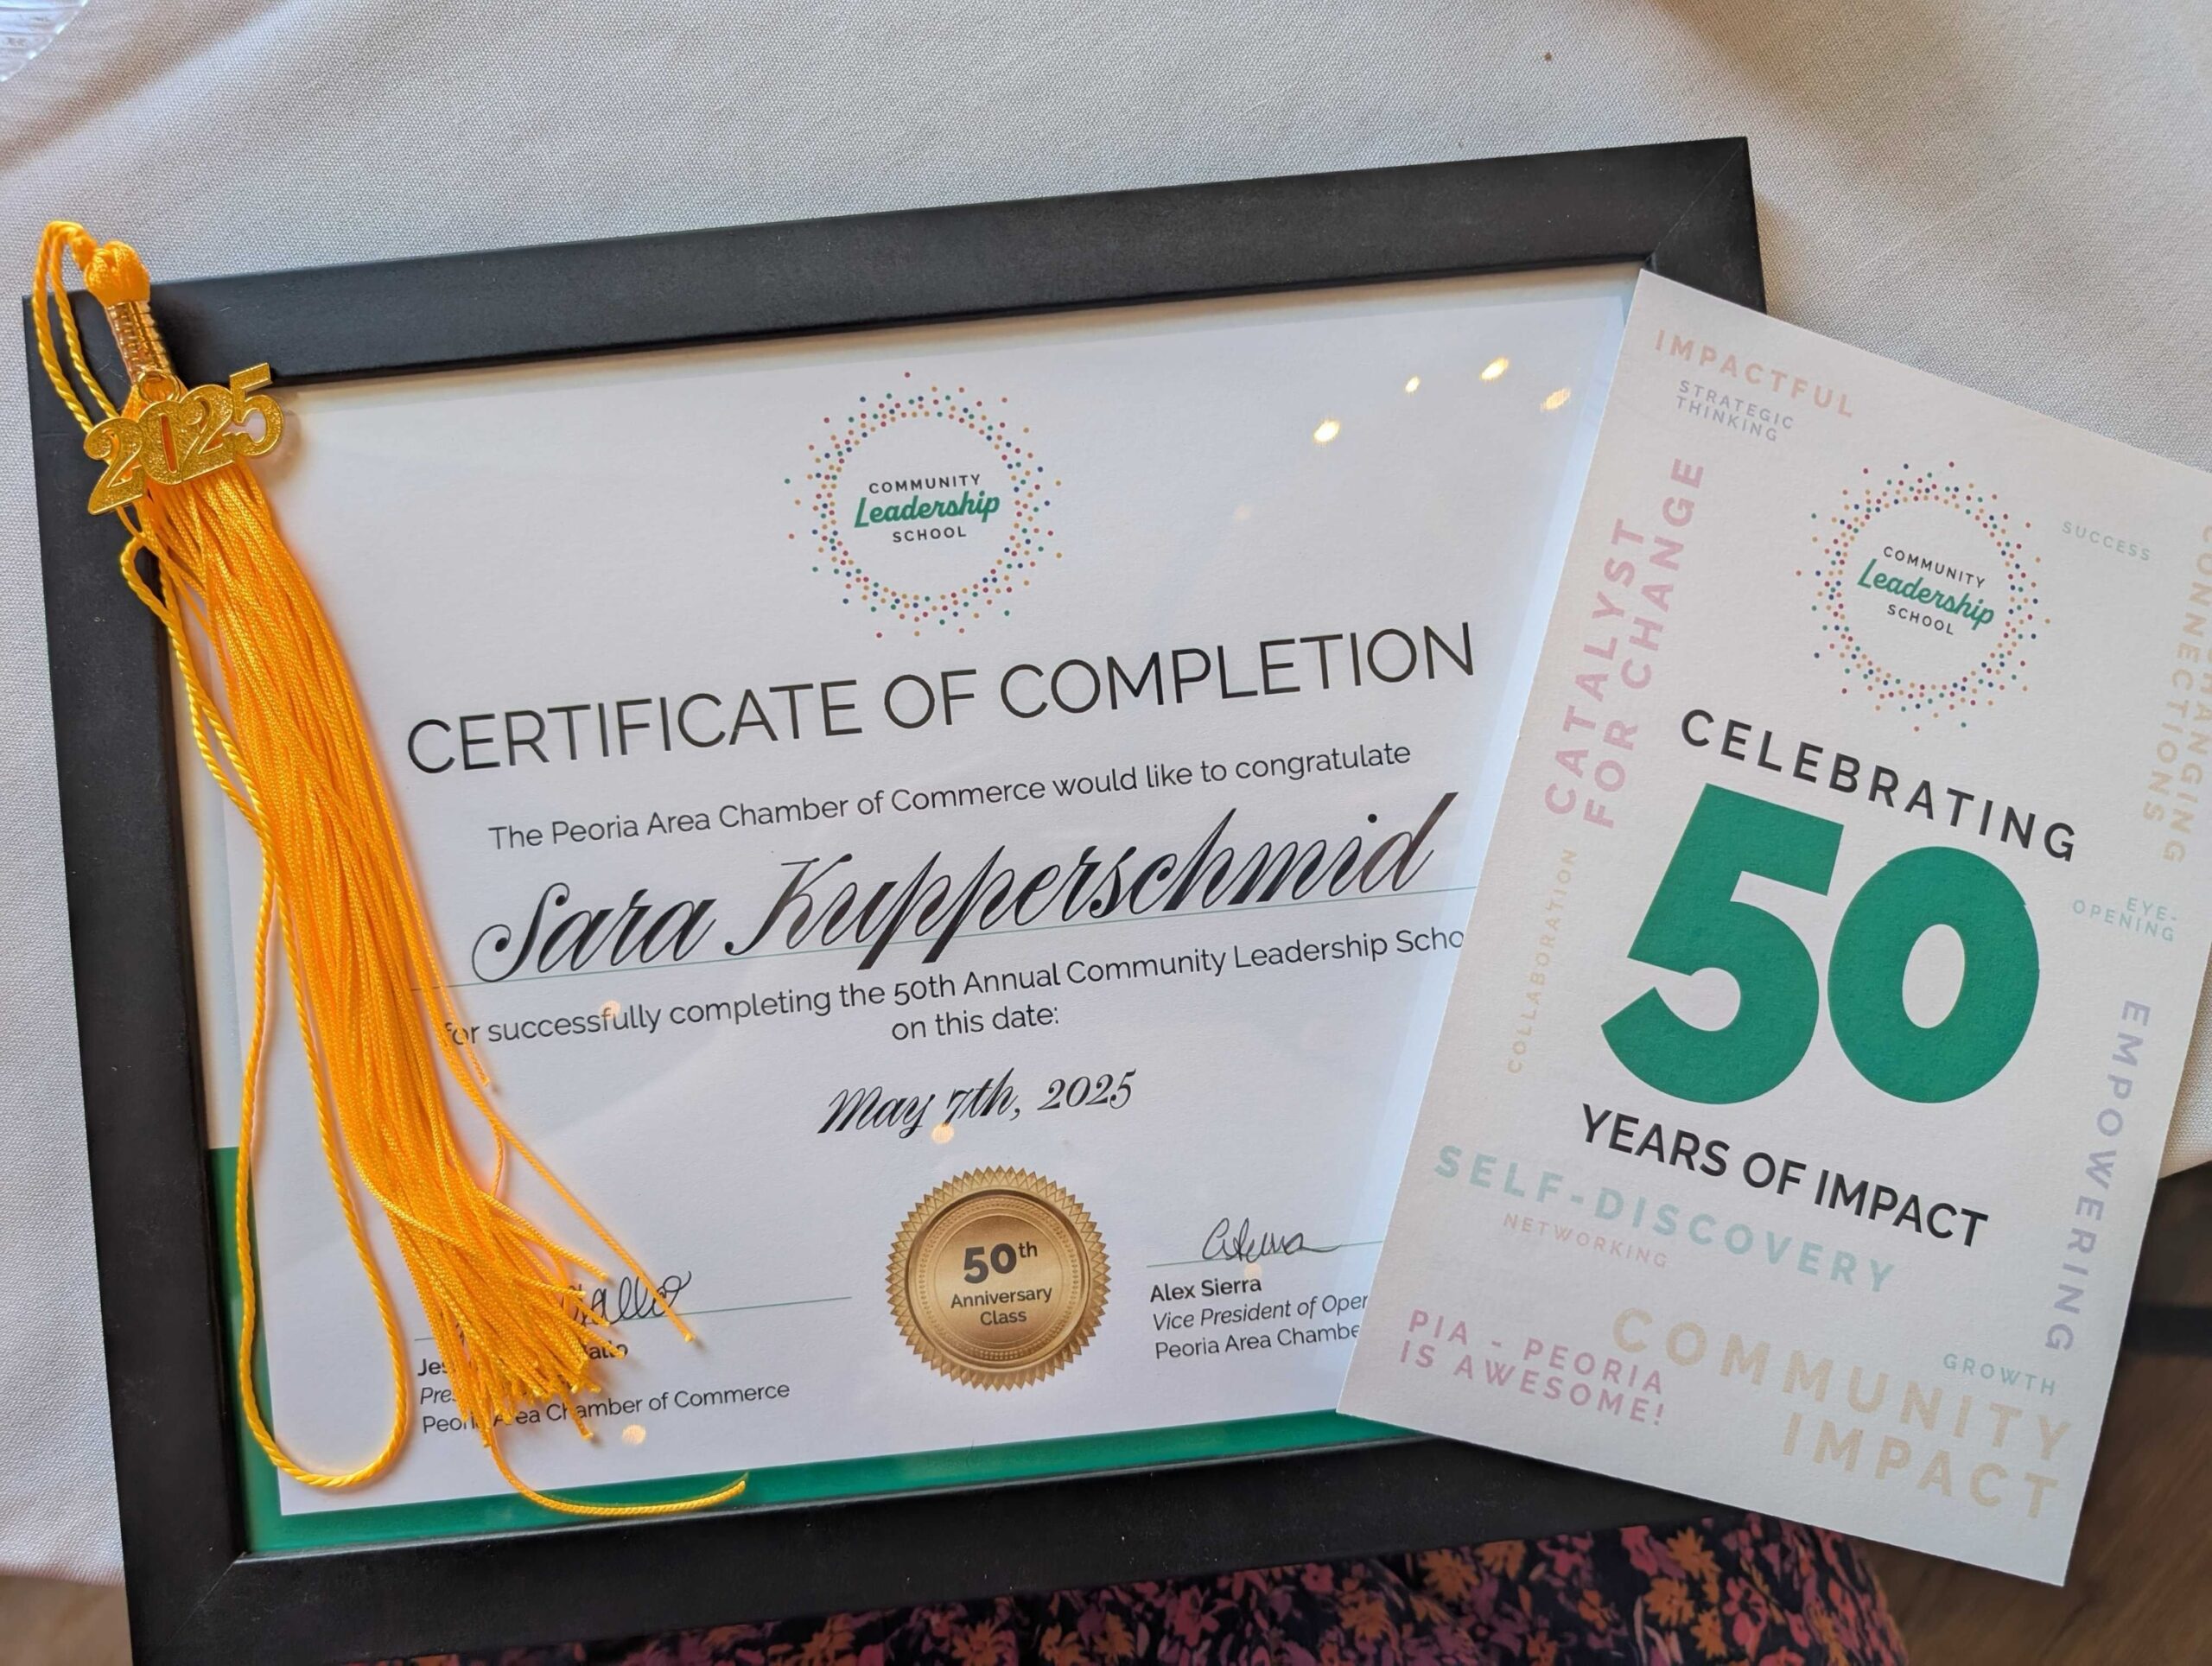 2025
COMMUNITY
Leadership
SCHOOL
CERTIFICATE OF COMPLETION
The Peoria Area Chamber of Commerce would like to congratulate
Sara Kupperschmid
for successfully completing the 50th Annual Community Leadership Scho
on this date:
May 7th, 2025
50th
Anniversary
Class
Peoria Area Chamber of Commerce
Alex Sierra
Vice President of Oper
Peoria Area Chambe
IMPACTFUL
STRATEGIC
THINKING
CATALYST
FOR CHANGE
COMMUNITY
Leadership
SCHOOL
SUCCESS
CONNECTIONS
CELEBRATING
50
YEARS OF IMPACT
COLLABORATION
EYE-
OPENING
EMPOWERING
SELF-DISCOVERY
NETWORKING
PIA - PEORIA
IS AWESOME!
COMMUNITY
IMPACT
GROWTH